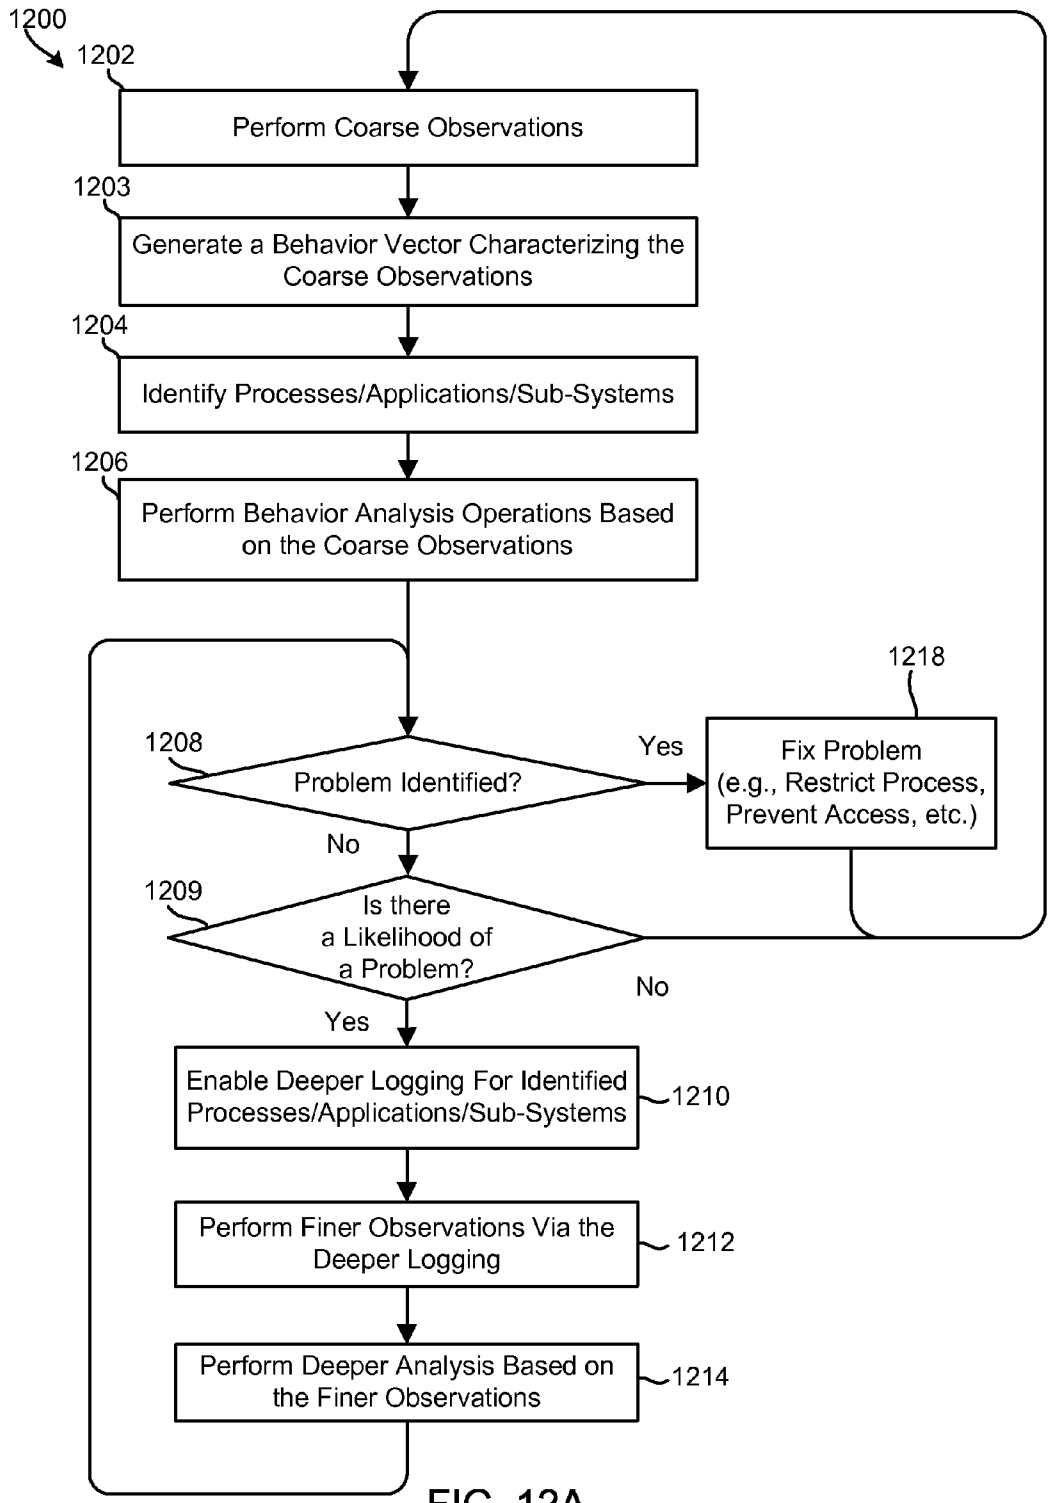 1200
1202
Perform Coarse Observations
1203
Generate a Behavior Vector Characterizing the
Coarse Observations
1204
Identify Processes/Applications/Sub-Systems
1206
Perform Behavior Analysis Operations Based
on the Coarse Observations
1218
1208
Problem Identified?
Yes
Fix Problem
(e.g., Restrict Process,
Prevent Access, etc.)
No
1209
Is there
a Likelihood of
a Problem?
No
Yes
Enable Deeper Logging For Identified
Processes/Applications/Sub-Systems
1210
Perform Finer Observations Via the
Deeper Logging
1212
Perform Deeper Analysis Based on
the Finer Observations
1214
FIG. 12A